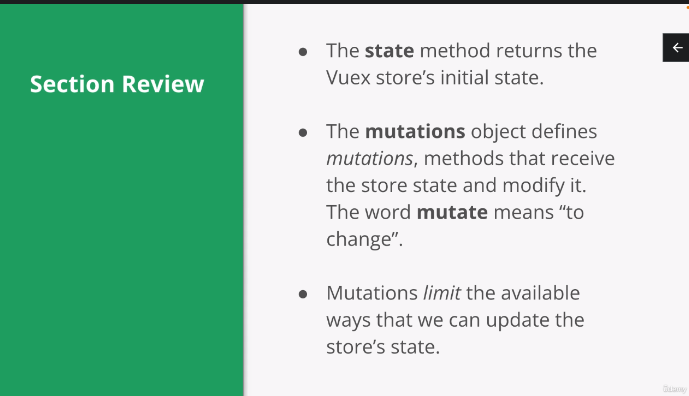 Section Review
● The state method returns the
Vuex store's initial state.
● The mutations object defines
mutations, methods that receive
the store state and modify it.
The word mutate means “to
change”.
● Mutations limit the available
ways that we can update the
store's state.